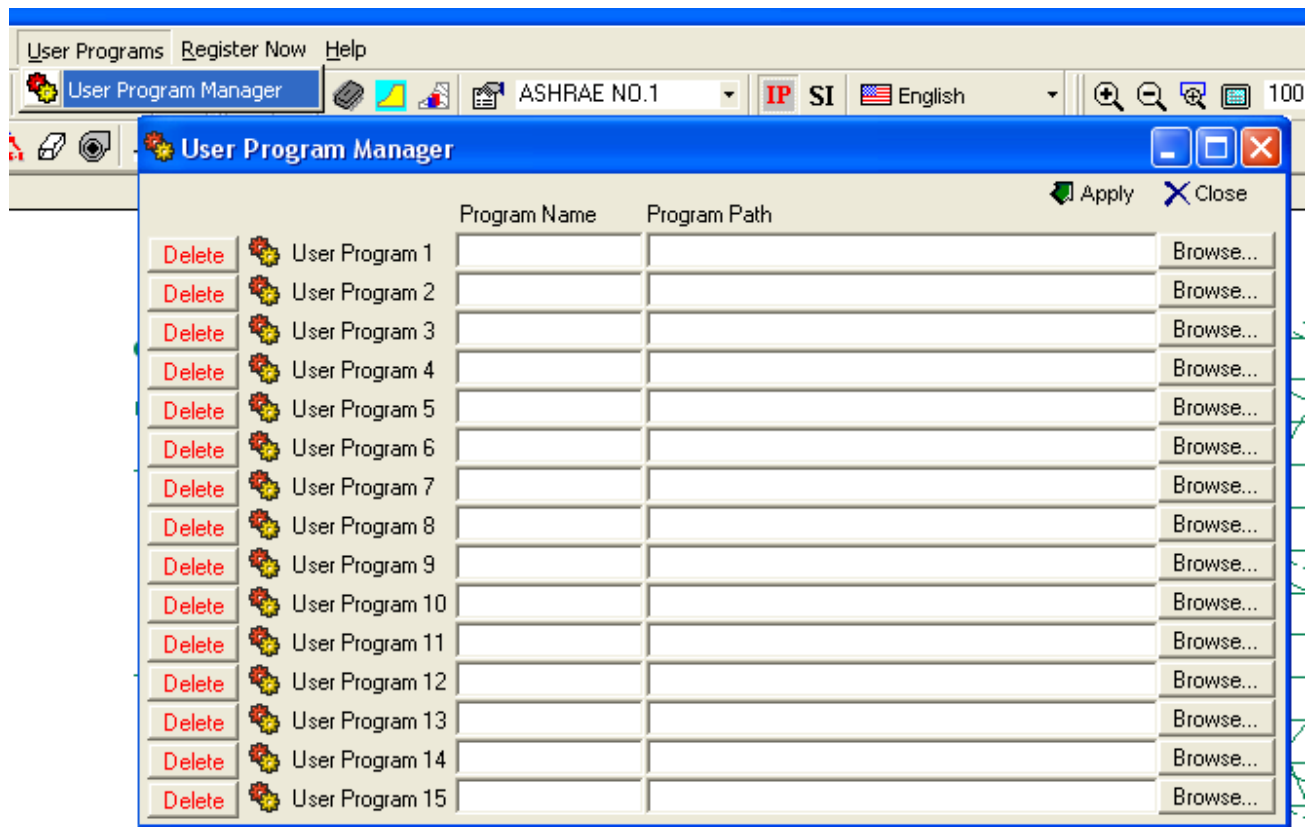 User Programs Register Now Help
User Program Manager
ASHRAE NO.1 IP SI English 100
User Program Manager
Apply Close
Program Name Program Path
Delete User Program 1 Browse...
Delete User Program 2 Browse...
Delete User Program 3 Browse...
Delete User Program 4 Browse...
Delete User Program 5 Browse...
Delete User Program 6 Browse...
Delete User Program 7 Browse...
Delete User Program 8 Browse...
Delete User Program 9 Browse...
Delete User Program 10 Browse...
Delete User Program 11 Browse...
Delete User Program 12 Browse...
Delete User Program 13 Browse...
Delete User Program 14 Browse...
Delete User Program 15 Browse...